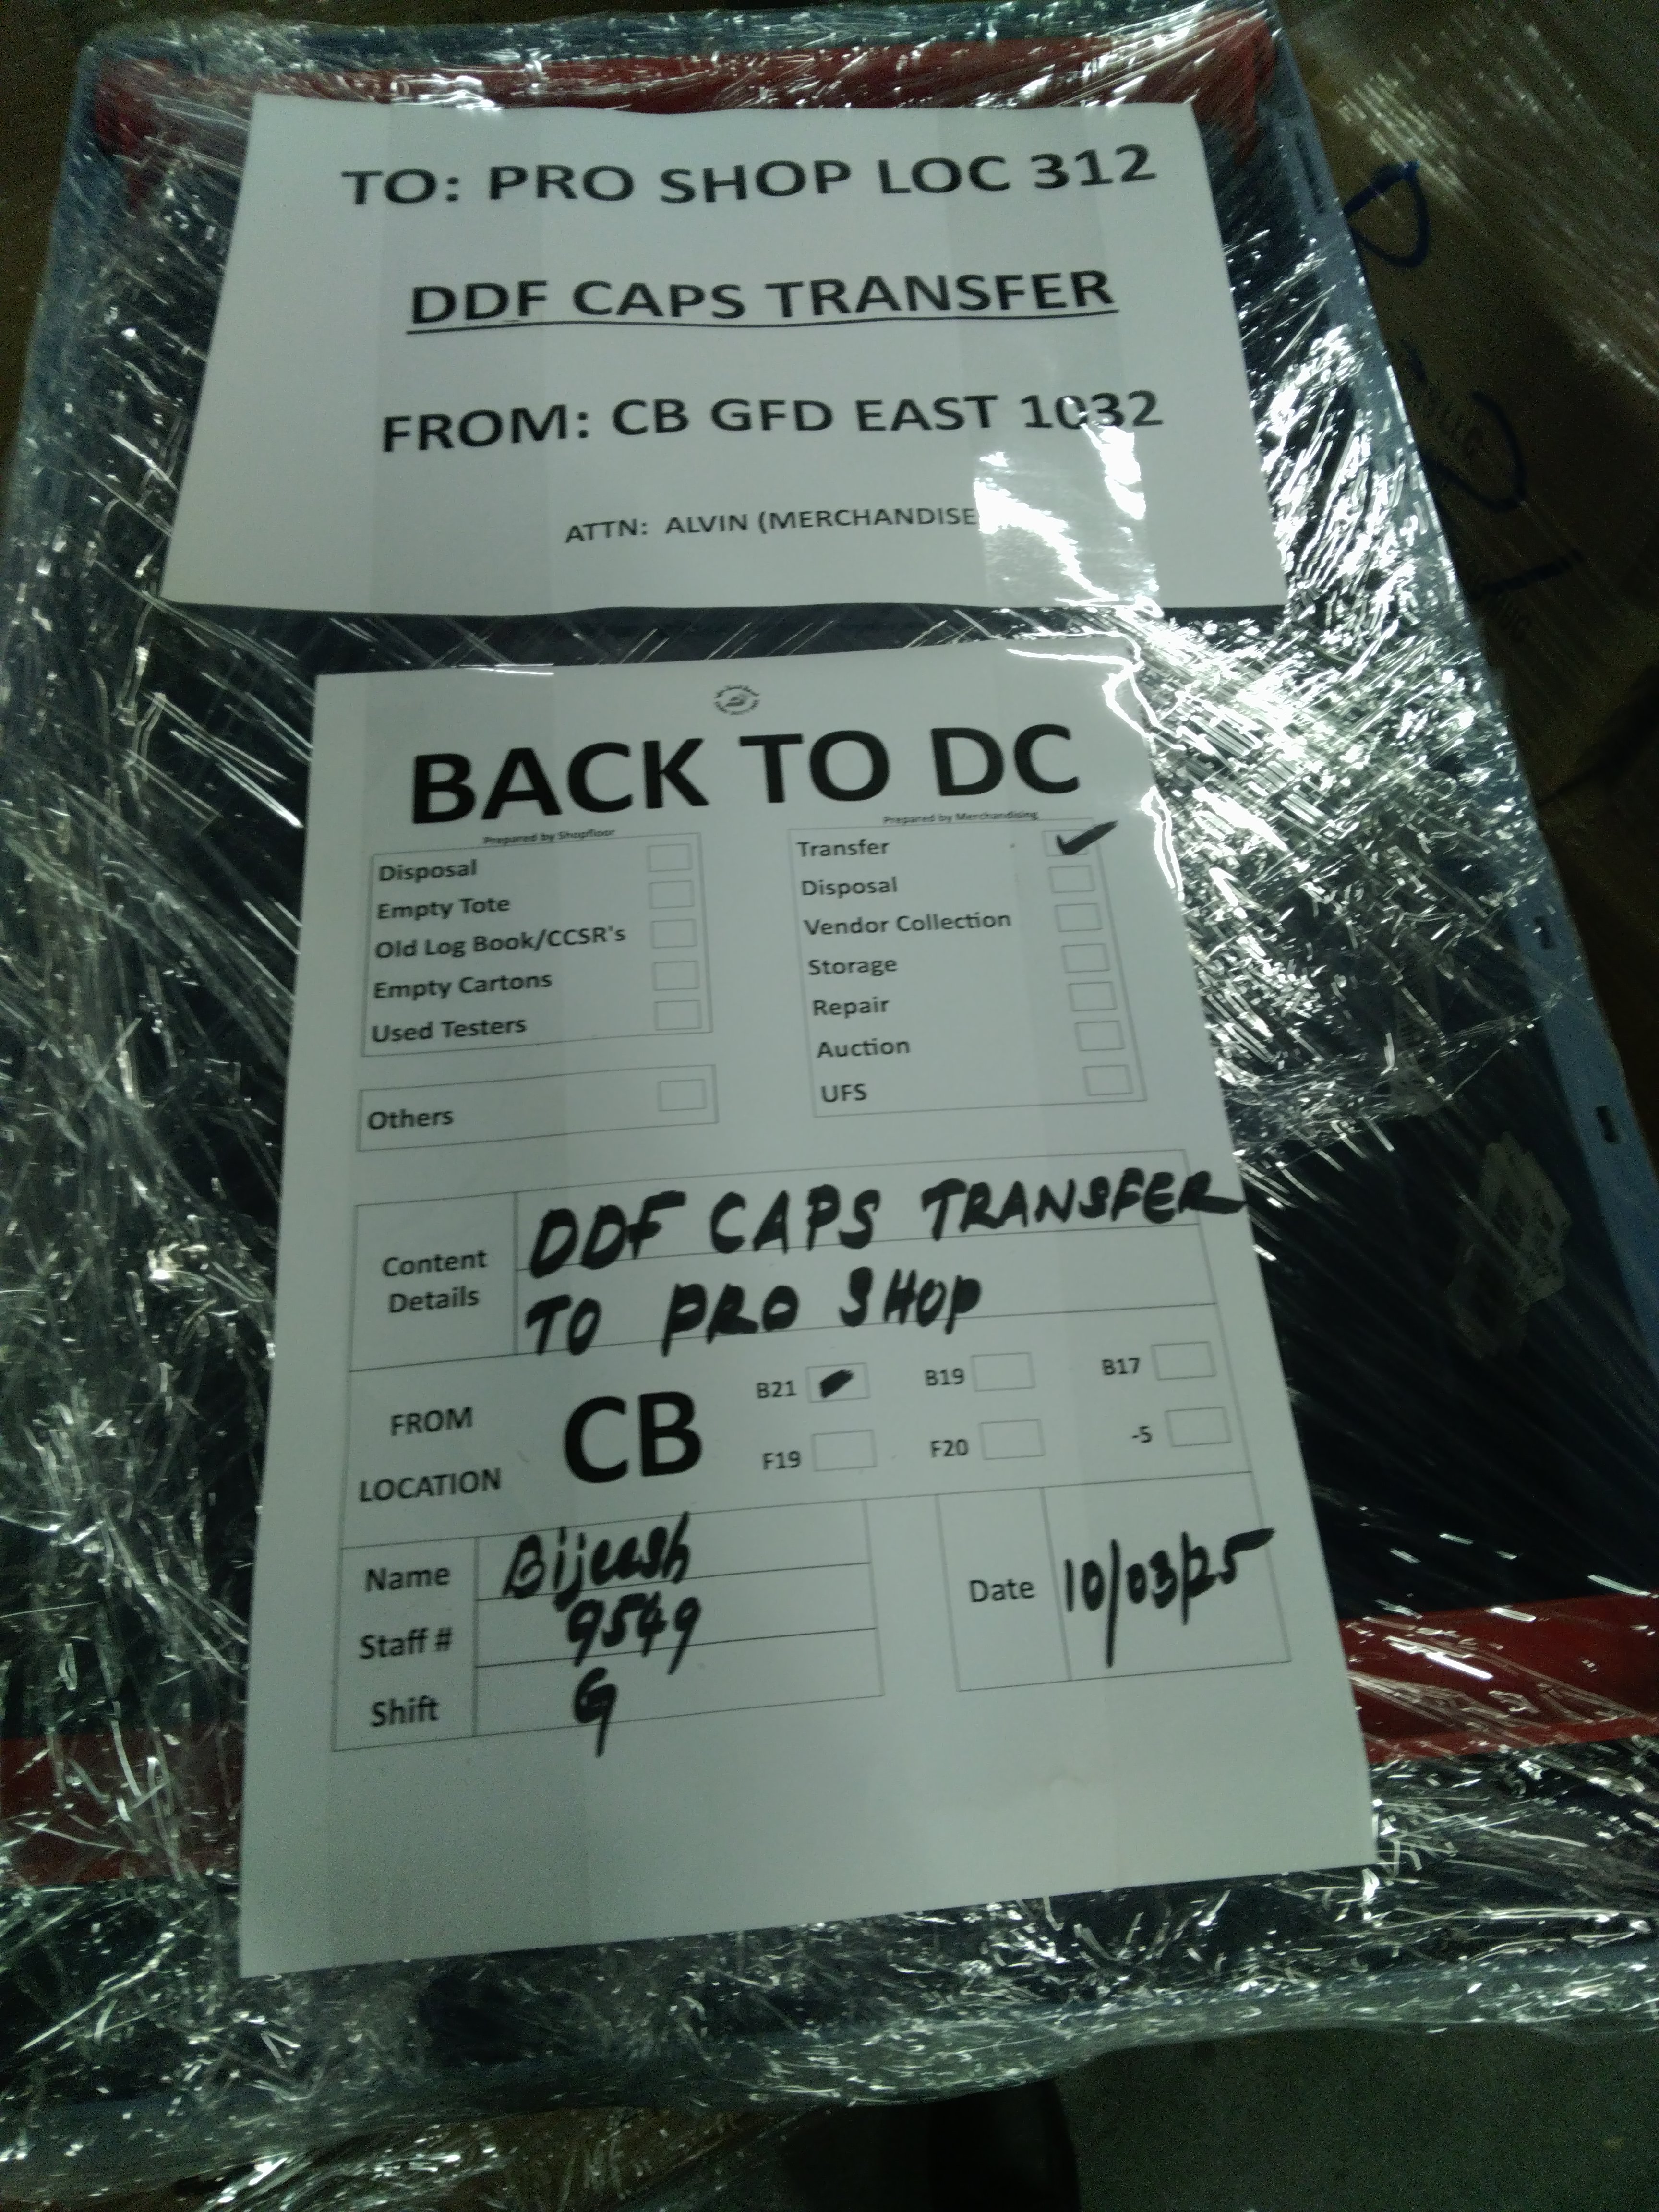 TO: PRO SHOP LOC 312
DDF CAPS TRANSFER
FROM: CB GFD EAST 1032
ATTN: ALVIN (MERCHANDISE
BACK TO DC
Prepared by Shopfloor
Disposal
Empty Tote
Old Log Book/CCSR's
Empty Cartons
Used Testers
Others
Prepared by Merchandising
Transfer
Disposal
Vendor Collection
Storage
Repair
Auction
UFS
Content Details
DDF CAPS TRANSFER
TO PRO SHOP
FROM LOCATION
CB
B21 B19 B17
F19 F20 -5
Name Bijeesh
Staff # 9549
Shift G
Date 10/03/25